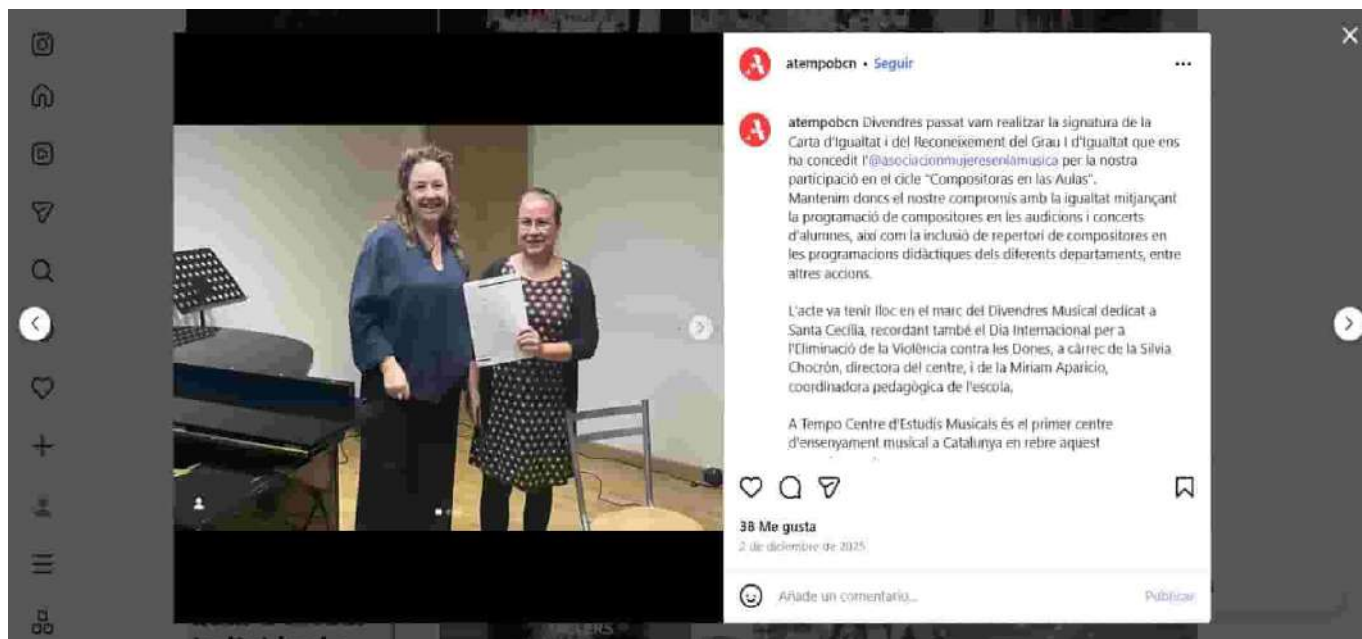 atempobcn • Seguir
atempobcn Divendres passat vam realitzar la signatura de la
Carta d'Igualtat i del Reconeixement del Grau I d'Igualtat que ens
ha concedit l'@asociacionmujeresenlamusica per la nostra
participació en el cicle "Compositoras en las Aulas".
Mantenim doncs el nostre compromís amb la igualtat mitjançant
la programació de compositores en les audicions i concerts
d'alumnes, així com la inclusió de repertori de compositores en
les programacions didàctiques dels diferents departaments, entre
altres accions.
L'acte va tenir lloc en el marc del Divendres Musical dedicat a
Santa Cecília, recordant també el Dia Internacional per a
l'Eliminació de la Violència contra les Dones, a càrrec de la Silvia
Chocrón, directora del centre, i de la Miriam Aparicio,
coordinadora pedagògica de l'escola.
A Tempo Centre d'Estudis Musicals és el primer centre
d'ensenyament musical a Catalunya en rebre aquest
38 Me gusta
2 de diciembre de 2025
Añade un comentario...
Publicar